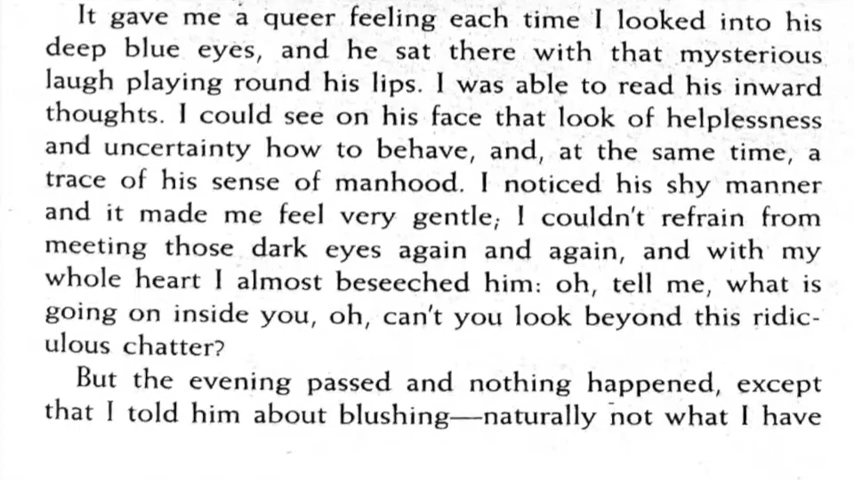 It gave me a queer feeling each time I looked into his
deep blue eyes, and he sat there with that mysterious
laugh playing round his lips. I was able to read his inward
thoughts. I could see on his face that look of helplessness
and uncertainty how to behave, and, at the same time, a
trace of his sense of manhood. I noticed his shy manner
and it made me feel very gentle; I couldn't refrain from
meeting those dark eyes again and again, and with my
whole heart I almost beseeched him: oh, tell me, what is
going on inside you, oh, can't you look beyond this ridic-
ulous chatter?
But the evening passed and nothing happened, except
that I told him about blushing—naturally not what I have